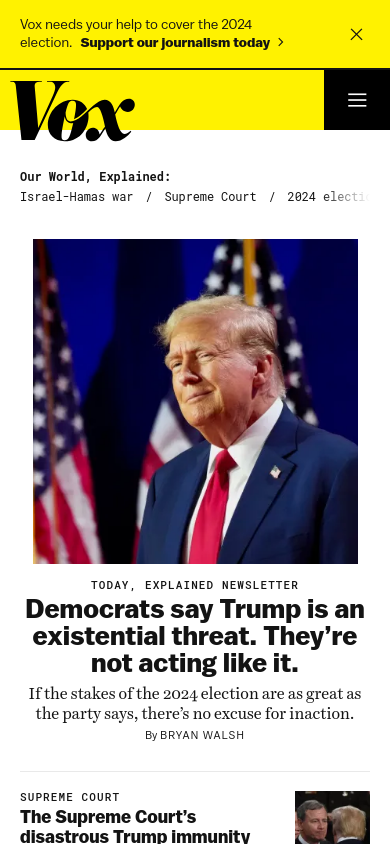 Vox needs your help to cover the 2024
election. Support our journalism today
Vox
Our World, Explained:
Israel-Hamas war / Supreme Court / 2024 electi
TODAY, EXPLAINED NEWSLETTER
Democrats say Trump is an
existential threat. They’re
not acting like it.
If the stakes of the 2024 election are as great as
the party says, there’s no excuse for inaction.
By BRYAN WALSH
SUPREME COURT
The Supreme Court’s
disastrous Trump immunity